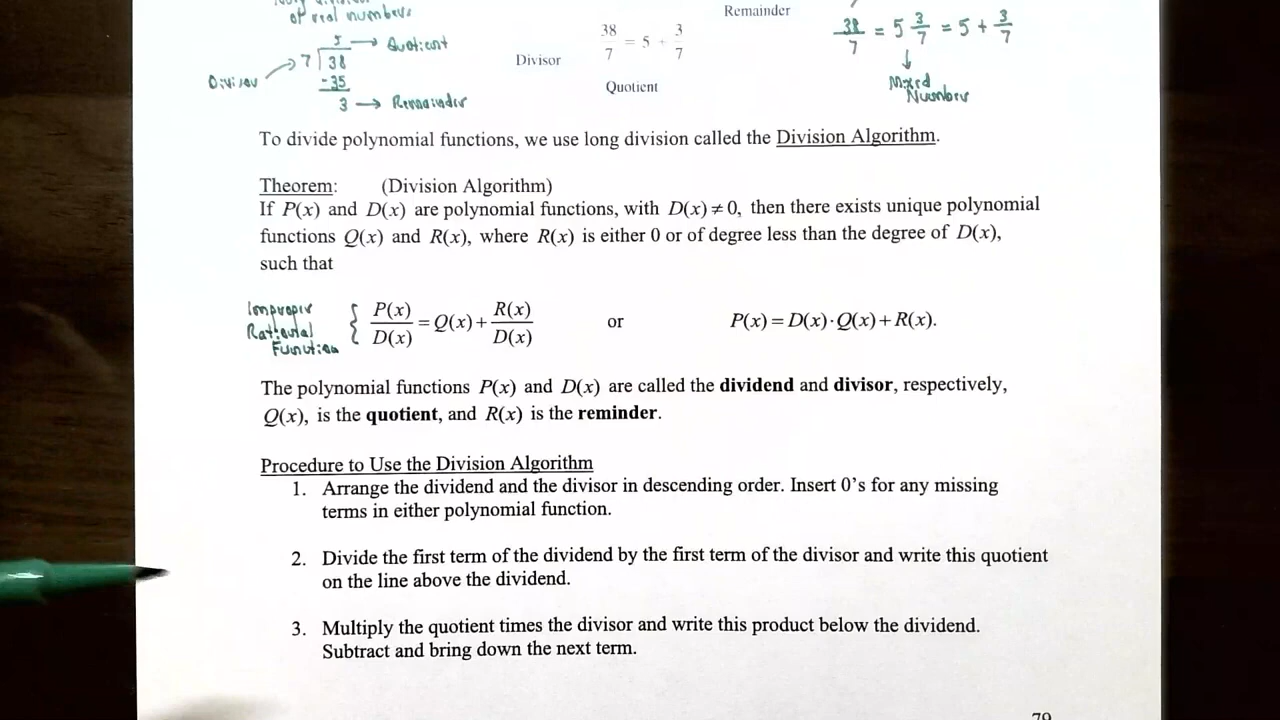 of real numbers
Remainder
5 → Quotient
Divisor → 7 38
-35
3 → Remainder
Divisor
38/7 = 5 + 3/7
Quotient
38/7 = 5 3/7 = 5 + 3/7
Mixed
Numbers
To divide polynomial functions, we use long division called the Division Algorithm.
Theorem: (Division Algorithm)
If P(x) and D(x) are polynomial functions, with D(x) ≠ 0, then there exists unique polynomial
functions Q(x) and R(x), where R(x) is either 0 or of degree less than the degree of D(x),
such that
Improper
Rational
Function
{ P(x)/D(x) = Q(x) + R(x)/D(x) or P(x) = D(x)·Q(x) + R(x).
The polynomial functions P(x) and D(x) are called the dividend and divisor, respectively,
Q(x), is the quotient, and R(x) is the reminder.
Procedure to Use the Division Algorithm
1. Arrange the dividend and the divisor in descending order. Insert 0's for any missing
terms in either polynomial function.
2. Divide the first term of the dividend by the first term of the divisor and write this quotient
on the line above the dividend.
3. Multiply the quotient times the divisor and write this product below the dividend.
Subtract and bring down the next term.
79